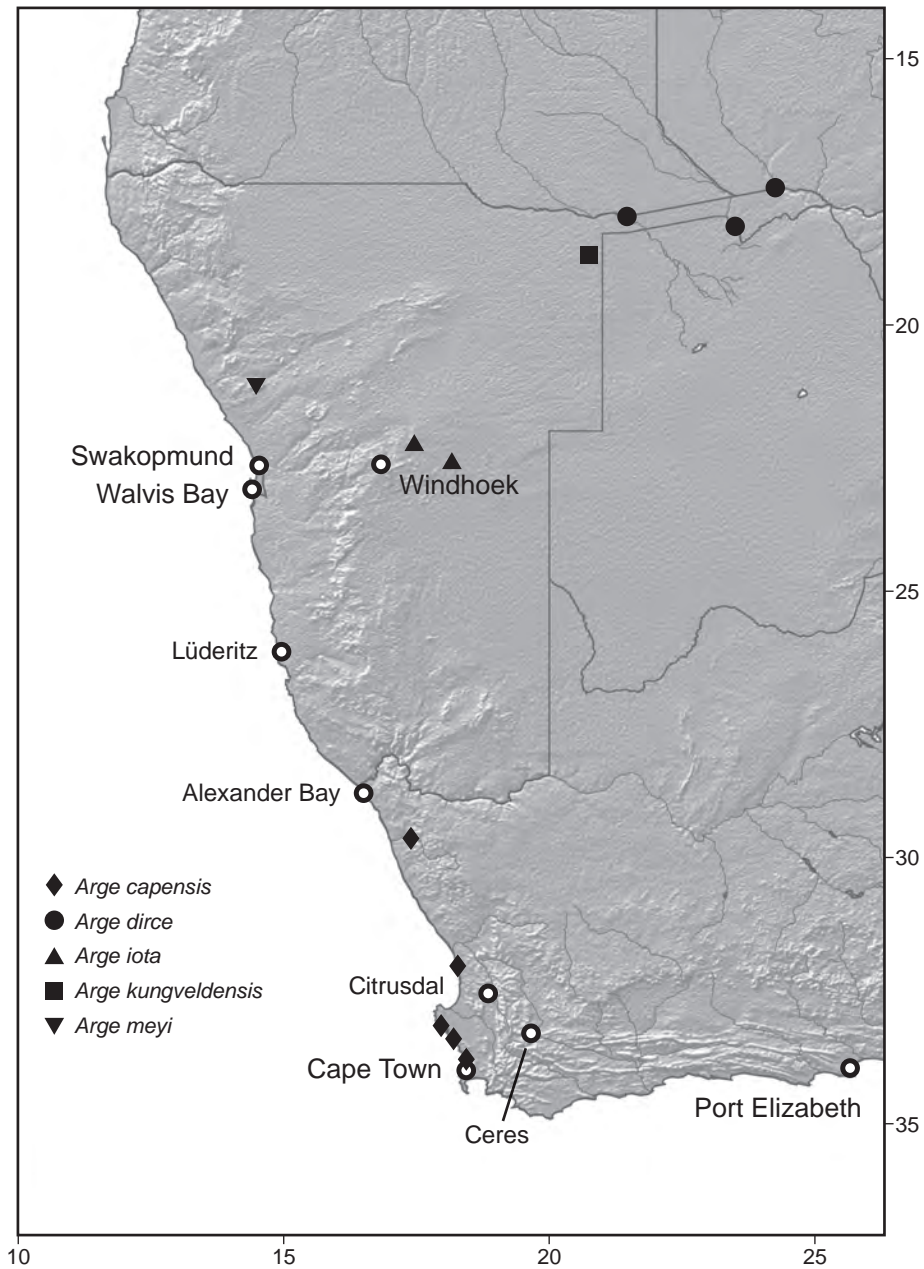 15
20
Swakopmund
Walvis Bay
Windhoek
25
Lüderitz
Alexander Bay
30
Arge capensis
Arge dirce
Arge iota
Arge kungveldensis
Arge meyi
Citrusdal
Cape Town
Port Elizabeth
Ceres
35
10 15 20 25